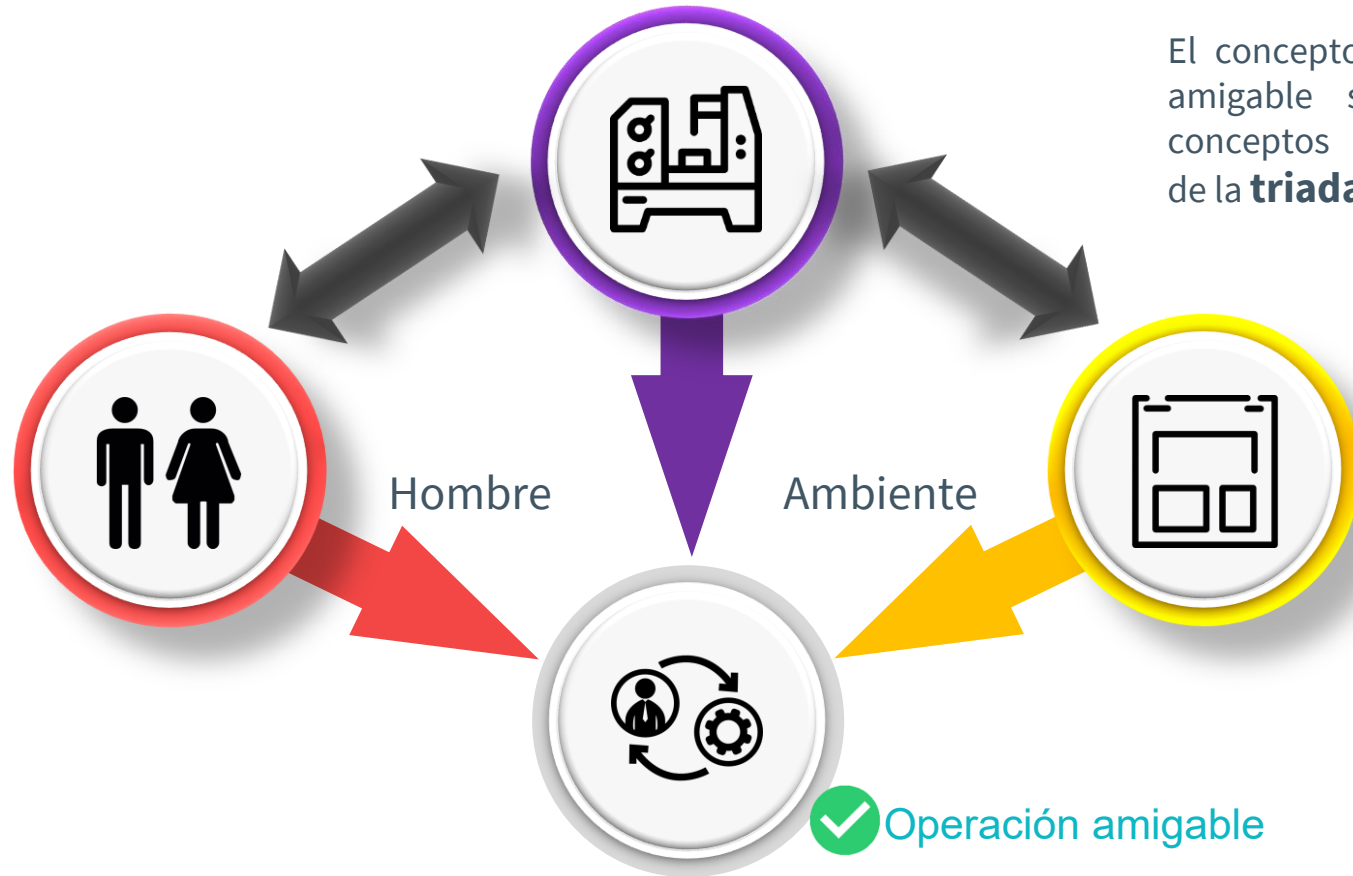 El concepto
amigable
conceptos
de la triada
Hombre
Ambiente
Operación amigable